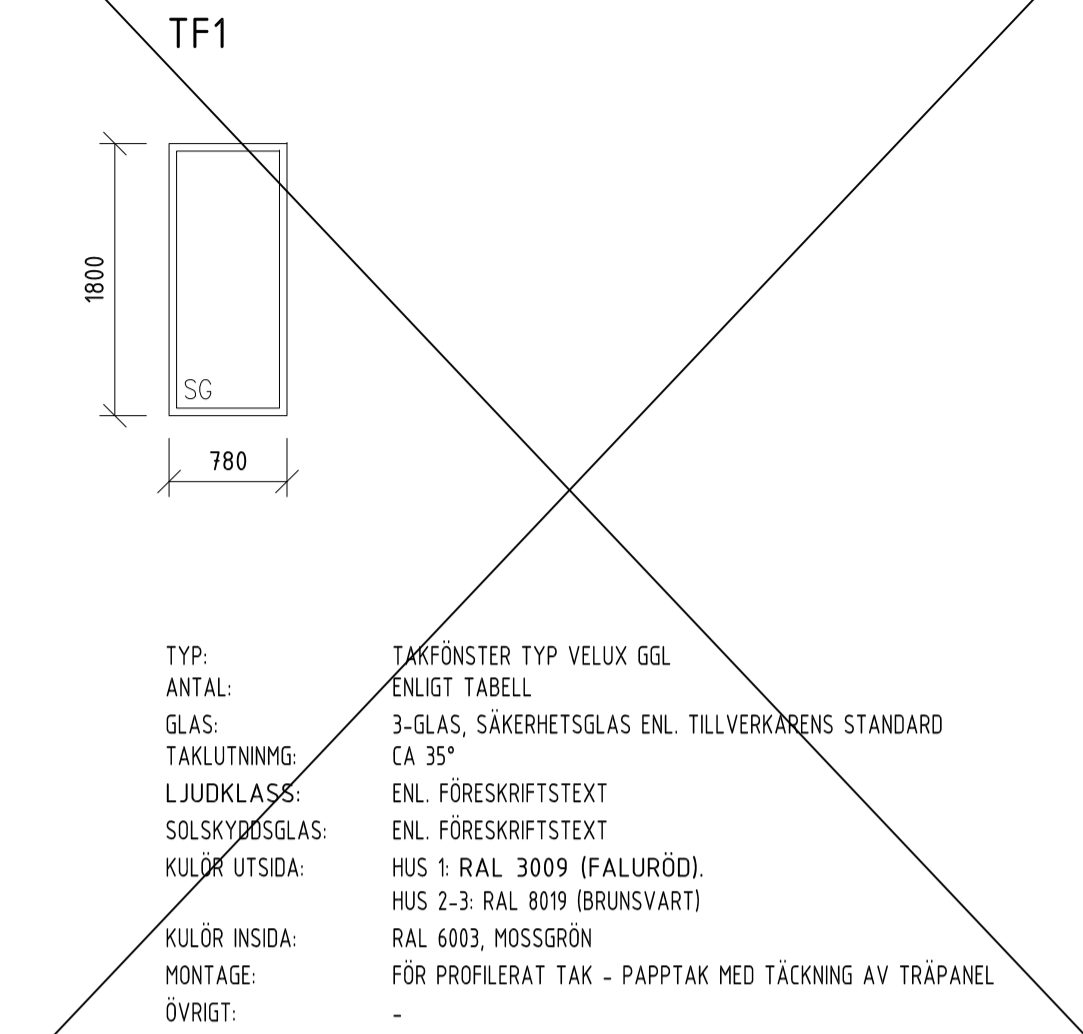 TF1
1800
SG
780
TYP: TAKFÖNSTER TYP VELUX GGL
ANTAL: ENLIGT TABELL
GLAS: 3-GLAS, SÄKERHETSGLAS ENL. TILLVERKARENS STANDARD
TAKLUTNINMG: CA 35°
LJUDKLASS: ENL. FÖRESKRIFTSTEXT
SOLSKYDDSGLAS: ENL. FÖRESKRIFTSTEXT
KULÖR UTSIDA: HUS 1: RAL 3009 (FALURÖD).
HUS 2-3: RAL 8019 (BRUNSVART)
KULÖR INSIDA: RAL 6003, MOSSGRÖN
MONTAGE: FÖR PROFILERAT TAK - PAPPTAK MED TÄCKNING AV TRÄPANEL
ÖVRIGT: -